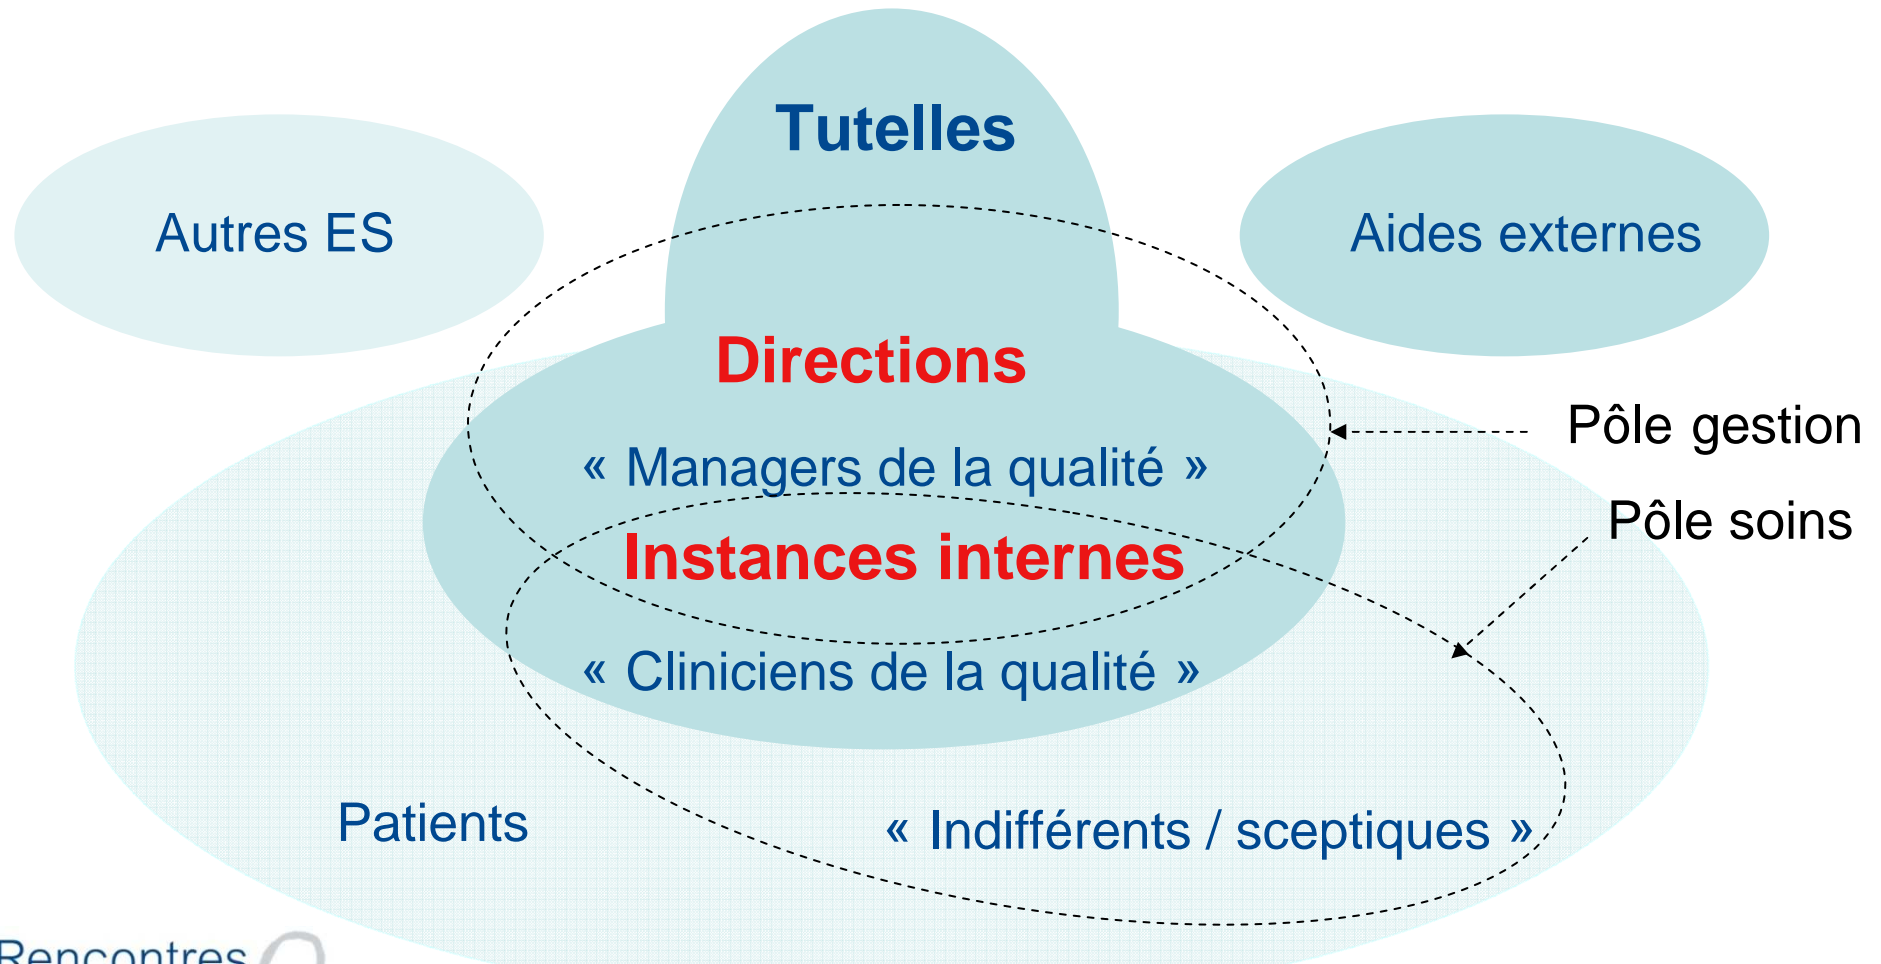 Tutelles
Autres ES
Aides externes
Directions
Pôle gestion
« Managers de la qualité »
Pôle soins
Instances internes
« Cliniciens de la qualité »
Patients
« Indifférents / sceptiques »
Rencontres